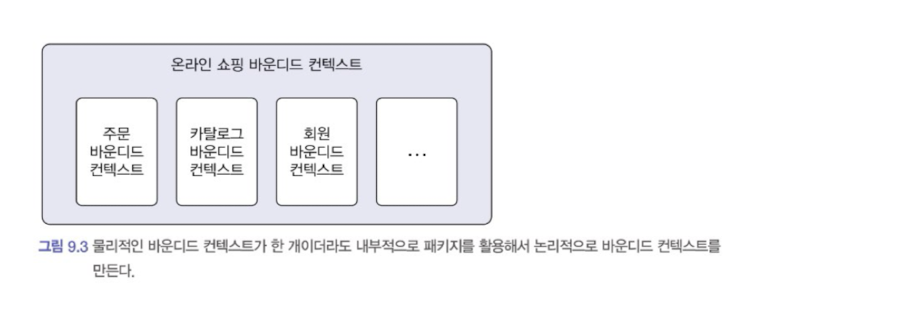 온라인 쇼핑 바운디드 컨텍스트
주문
바운디드
컨텍스트
카탈로그
바운디드
컨텍스트
회원
바운디드
컨텍스트
...
그림 9.3 물리적인 바운디드 컨텍스트가 한 개이더라도 내부적으로 패키지를 활용해서 논리적으로 바운디드 컨텍스트를
만든다.